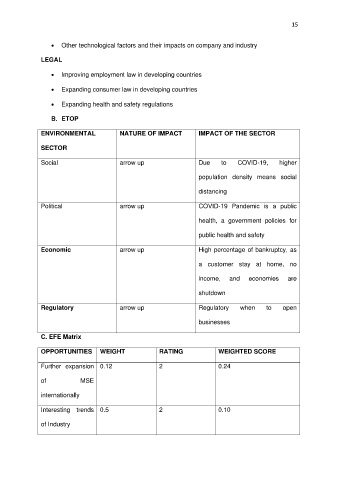 15
• Other technological factors and their impacts on company and industry
LEGAL
• Improving employment law in developing countries
• Expanding consumer law in developing countries
• Expanding health and safety regulations
B. ETOP
ENVIRONMENTAL SECTOR NATURE OF IMPACT IMPACT OF THE SECTOR
Social arrow up Due to COVID-19, higher
population density means social
distancing
Political arrow up COVID-19 Pandemic is a public
health, a government policies for
public health and safety
Economic arrow up High percentage of bankruptcy, as
a customer stay at home, no
income, and economies are
shutdown
Regulatory arrow up Regulatory when to open
businesses
C. EFE Matrix
OPPORTUNITIES WEIGHT RATING WEIGHTED SCORE
Further expansion 0.12 2 0.24
of MSE
internationally
Interesting trends 0.5 2 0.10
of Industry